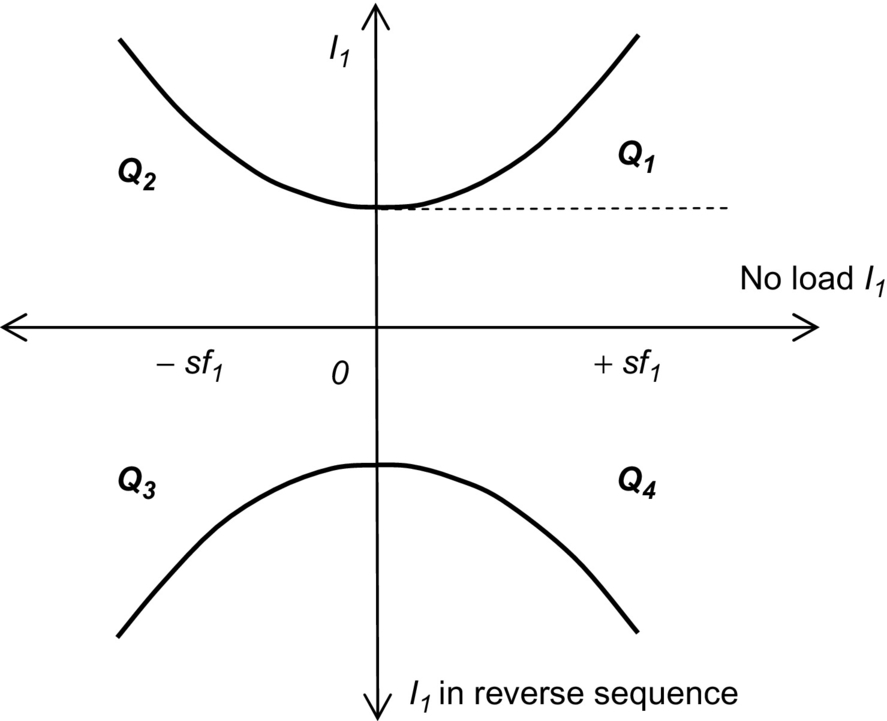 I₁
Q₂
Q₁
No load I₁
– sf₁
0
+ sf₁
Q₃
Q₄
I₁ in reverse sequence